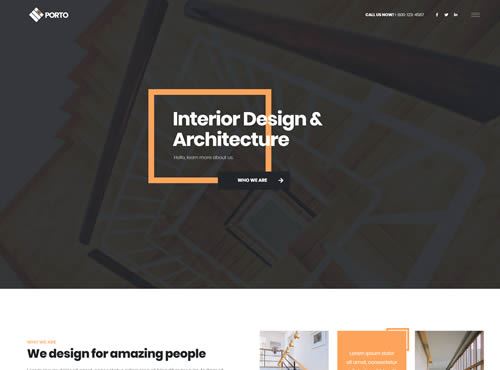 PORTO
CALL US NOW! 1-800-123-4567
Interior Design &
Architecture
Hello, learn more about us.
WHO WE ARE
WHO WE ARE
We design for amazing people
Lorem ipsum dolor
sit amet, consectetur